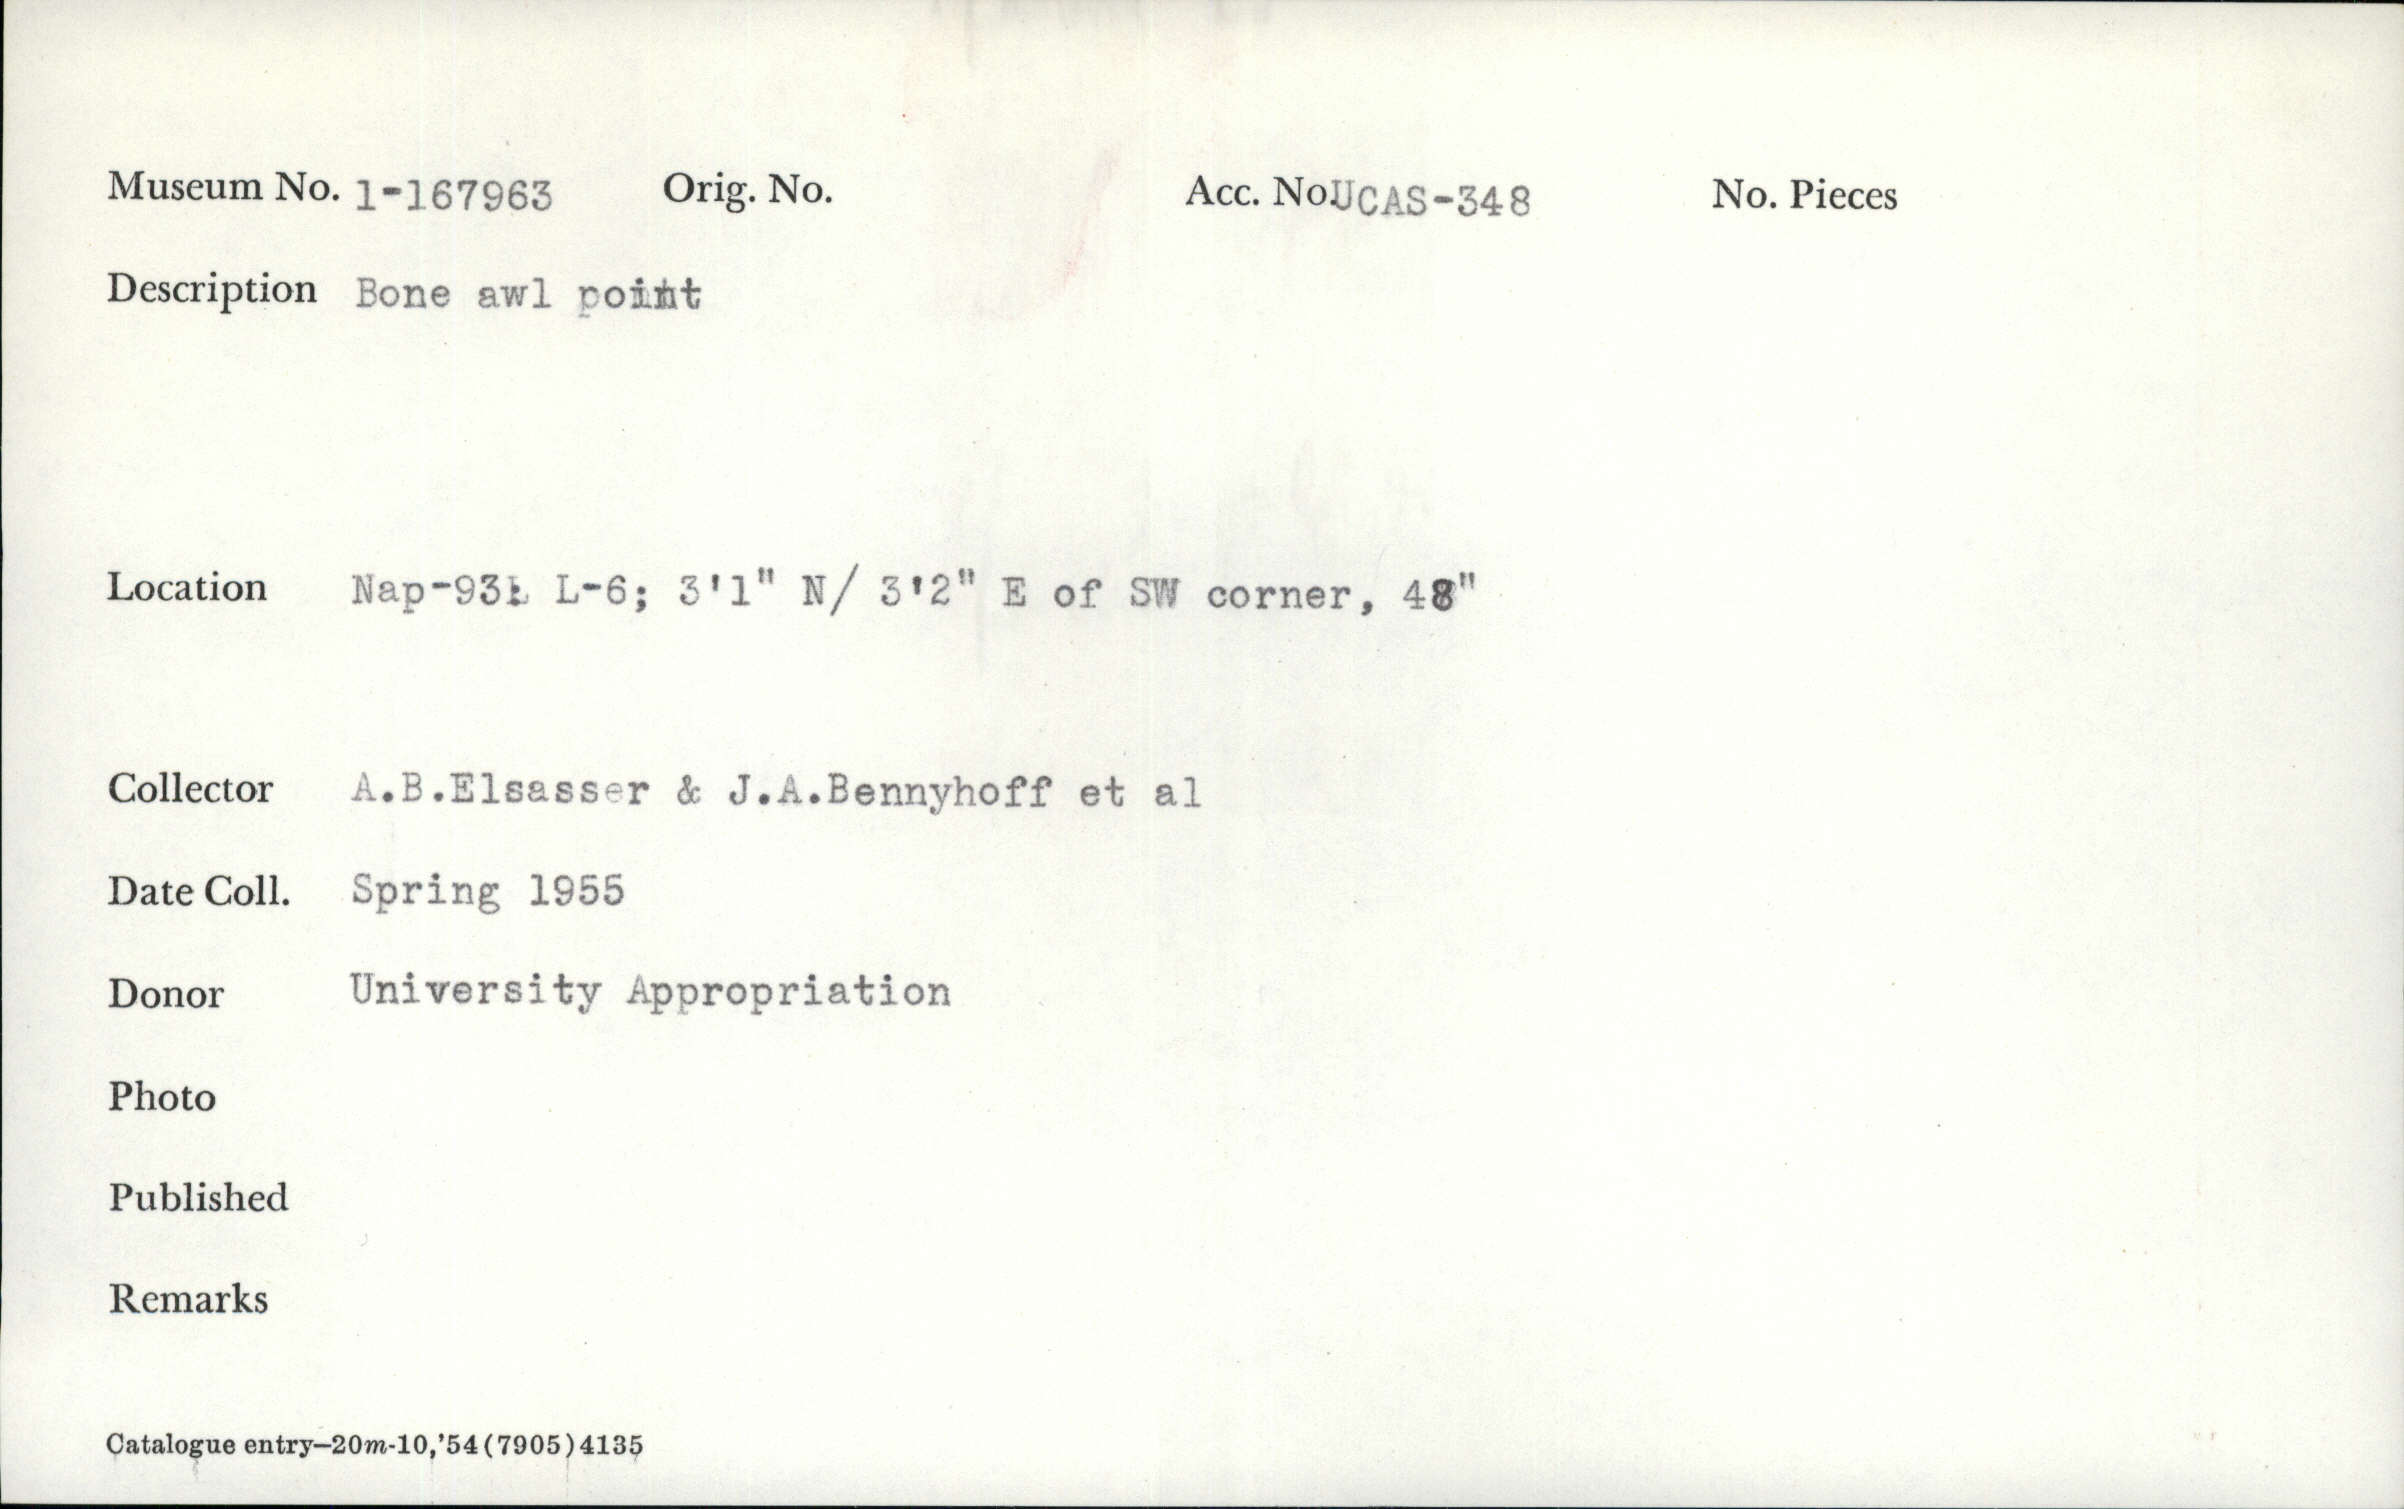 Museum No. 1-167963 Orig. No. Acc. No. UCAS-348 No. Pieces
Description Bone awl point
Location Nap-93: L-6; 3'1" N/ 3'2" E of SW corner, 48"
Collector A.B.Elsasser & J.A.Bennyhoff et al
Date Coll. Spring 1955
Donor University Appropriation
Photo
Published
Remarks
Catalogue entry—20m-10,'54(7905)4135